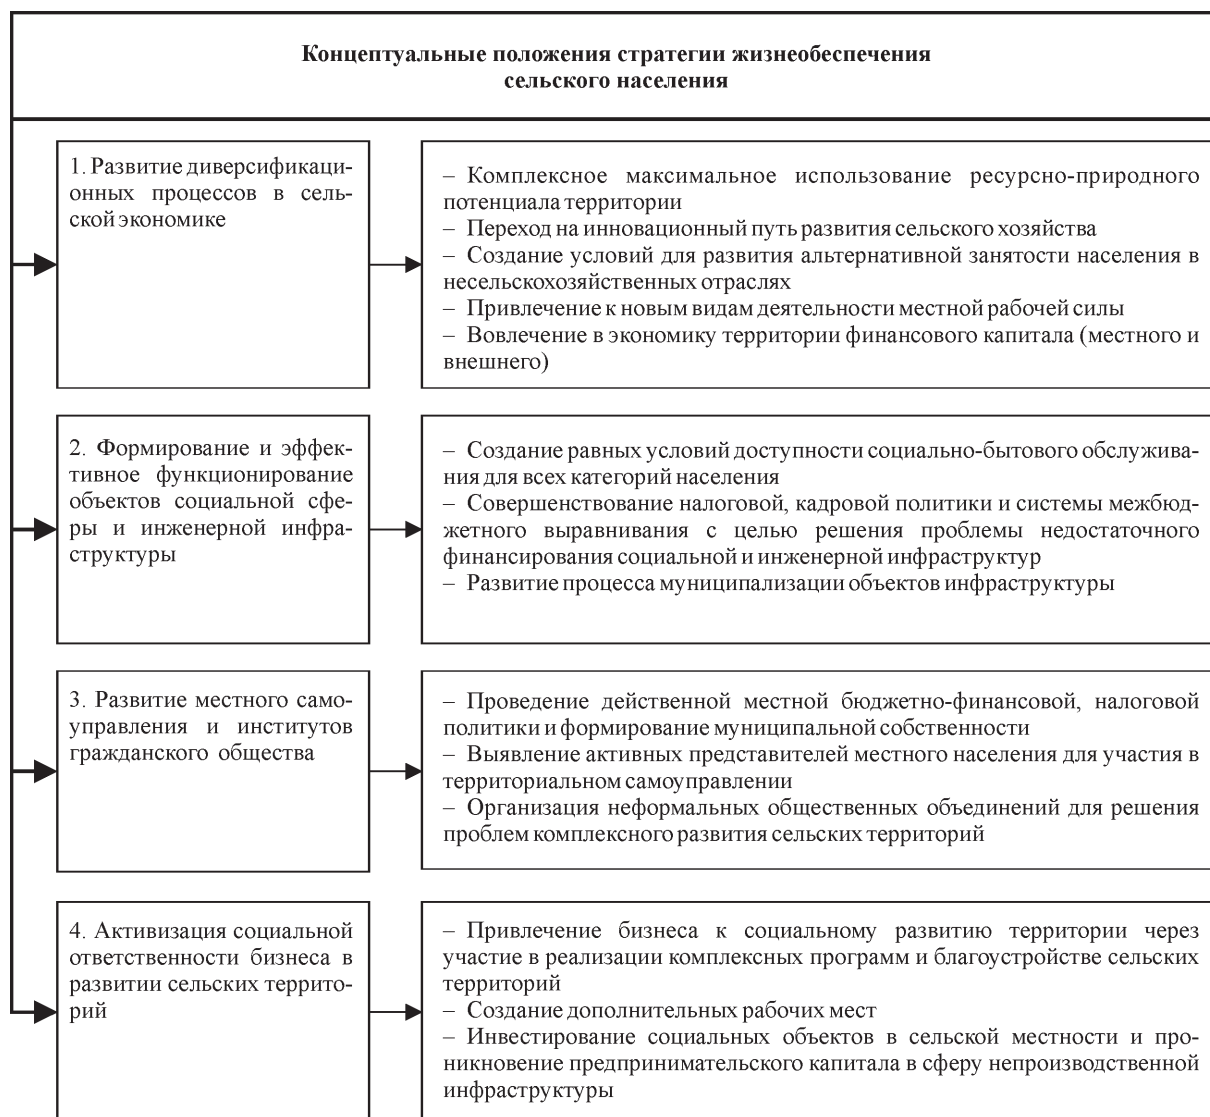 Концептуальные положения стратегии жизнеобеспечения
сельского населения
1. Развитие диверсификаци-
онных процессов в сель-
ской экономике
– Комплексное максимальное использование ресурсно-природного
потенциала территории
– Переход на инновационный путь развития сельского хозяйства
– Создание условий для развития альтернативной занятости населения в
несельскохозяйственных отраслях
– Привлечение к новым видам деятельности местной рабочей силы
– Вовлечение в экономику территории финансового капитала (местного и
внешнего)
2. Формирование и эффек-
тивное функционирование
объектов социальной сфе-
ры и инженерной инфра-
структуры
– Создание равных условий доступности социально-бытового обслужива-
ния для всех категорий населения
– Совершенствование налоговой, кадровой политики и системы межбюд-
жетного выравнивания с целью решения проблемы недостаточного
финансирования социальной и инженерной инфраструктур
– Развитие процесса муниципализации объектов инфраструктуры
3. Развитие местного само-
управления и институтов
гражданского общества
– Проведение действенной местной бюджетно-финансовой, налоговой
политики и формирование муниципальной собственности
– Выявление активных представителей местного населения для участия в
территориальном самоуправлении
– Организация неформальных общественных объединений для решения
проблем комплексного развития сельских территорий
4. Активизация социальной
ответственности бизнеса в
развитии сельских террито-
рий
– Привлечение бизнеса к социальному развитию территории через
участие в реализации комплексных программ и благоустройстве сельских
территорий
– Создание дополнительных рабочих мест
– Инвестирование социальных объектов в сельской местности и про-
никновение предпринимательского капитала в сферу непроизводственной
инфраструктуры